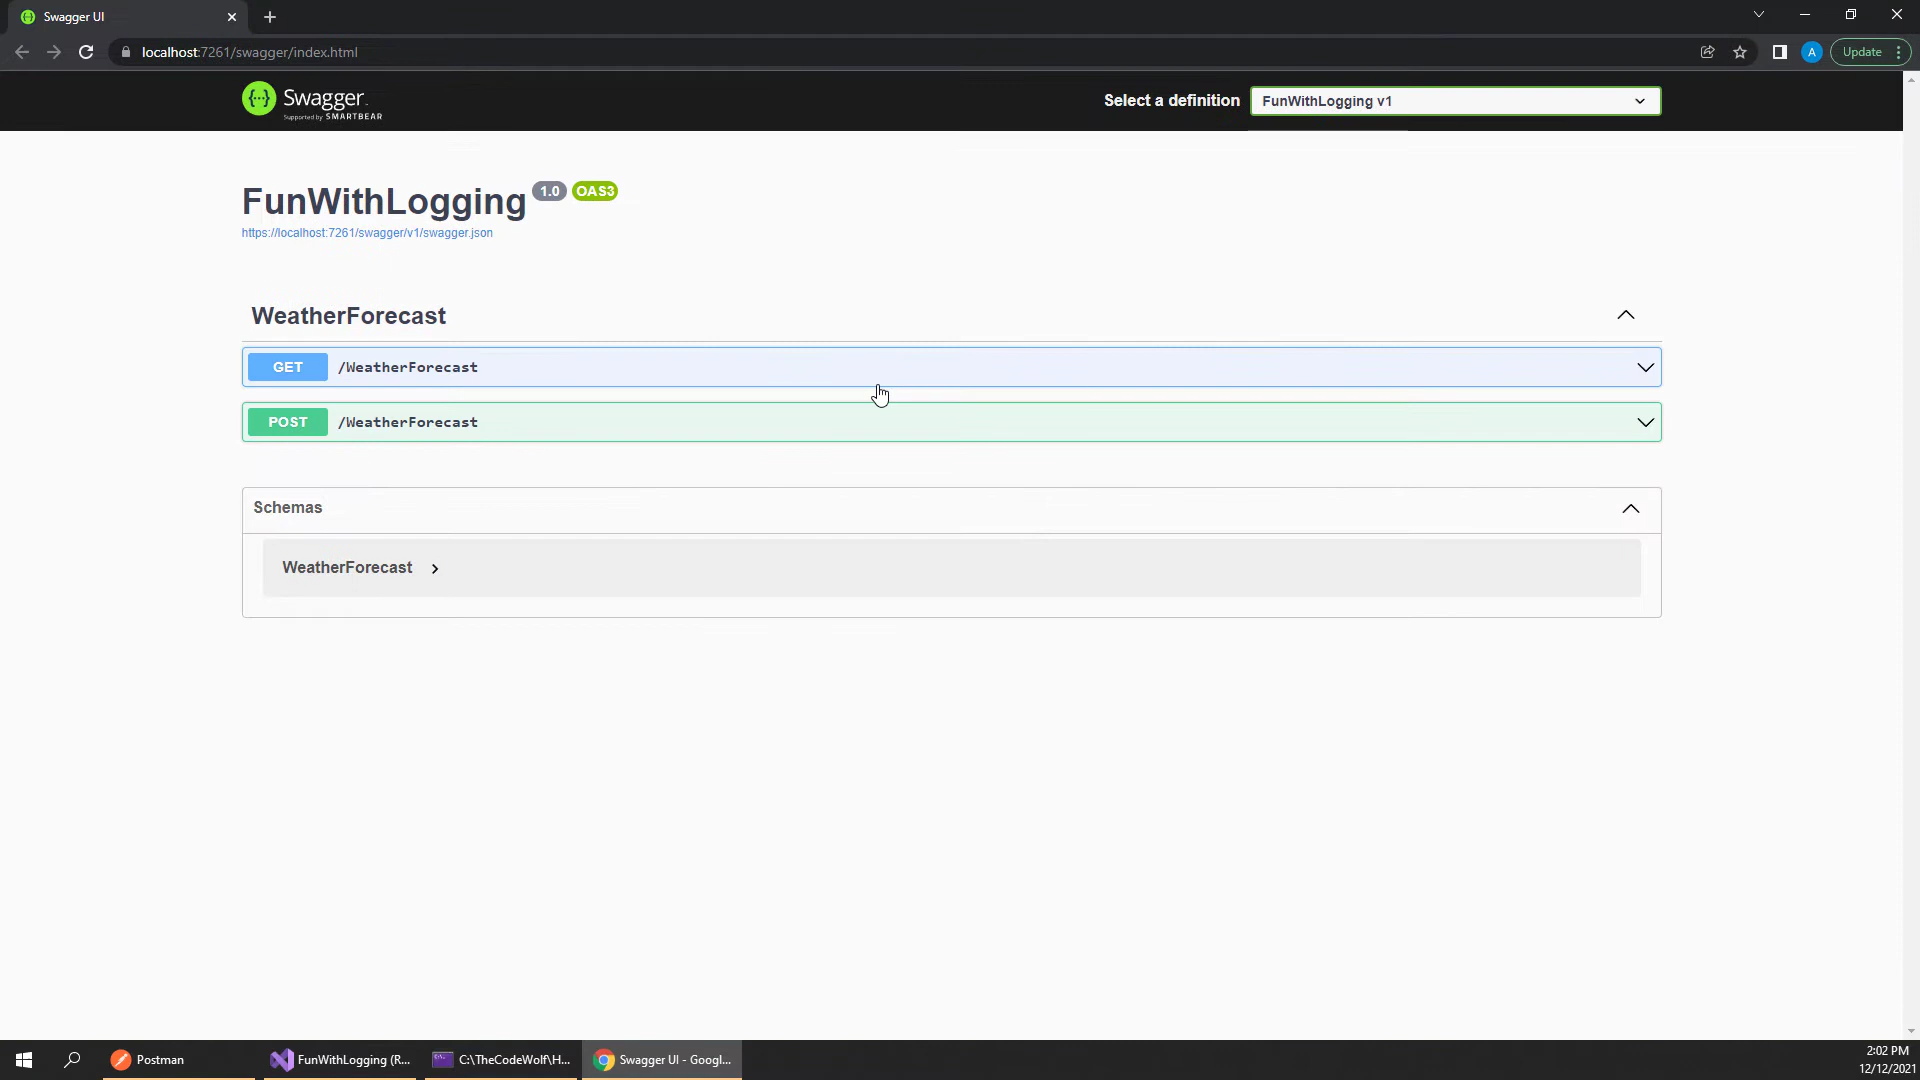 Swagger UI
localhost:7261/swagger/index.html
A
Update
{···}
Swagger.
Supported by SMARTBEAR
Select a definition
FunWithLogging v1
FunWithLogging 1.0 OAS3
https://localhost:7261/swagger/v1/swagger.json
WeatherForecast
GET /WeatherForecast
POST /WeatherForecast
Schemas
WeatherForecast
Postman
FunWithLogging (R...
C:\TheCodeWolf\H...
Swagger UI - Googl...
2:02 PM
12/12/2021